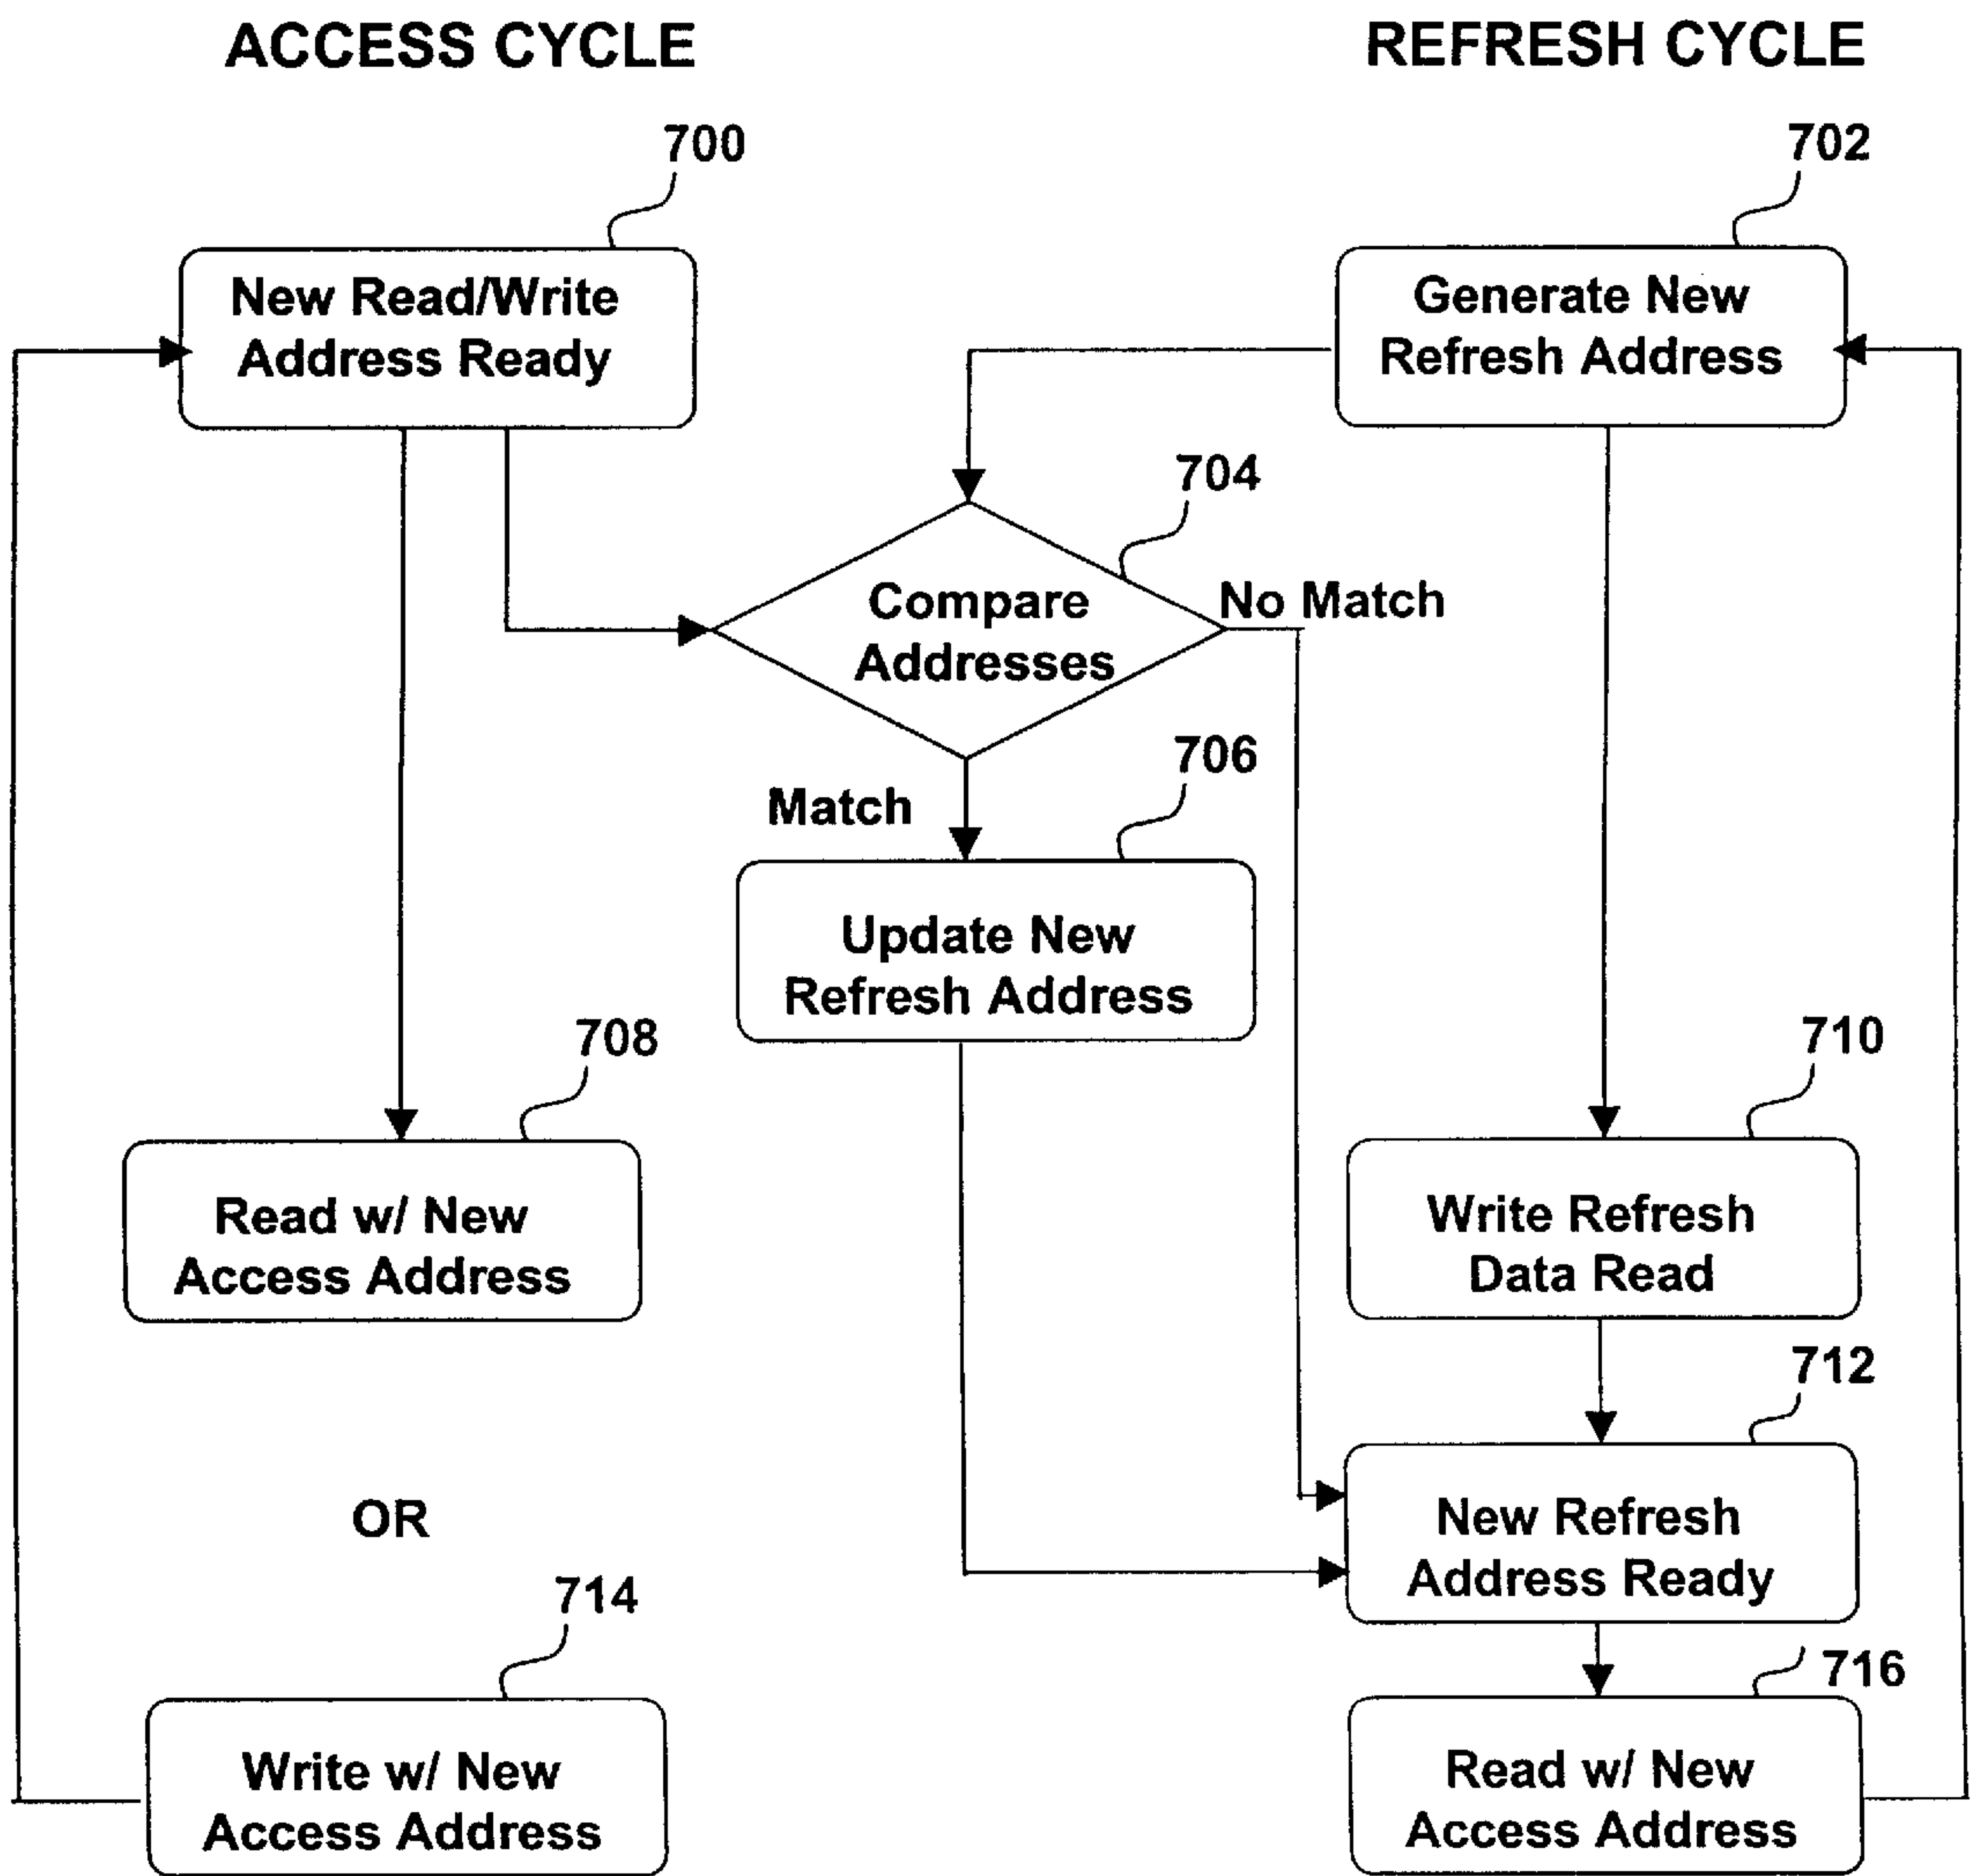 ACCESS CYCLE
REFRESH CYCLE
700
702
New Read/Write
Address Ready
Generate New
Refresh Address
704
Compare
Addresses
No Match
706
Match
Update New
Refresh Address
708
710
Read w/ New
Access Address
Write Refresh
Data Read
712
OR
New Refresh
Address Ready
714
716
Write w/ New
Access Address
Read w/ New
Access Address